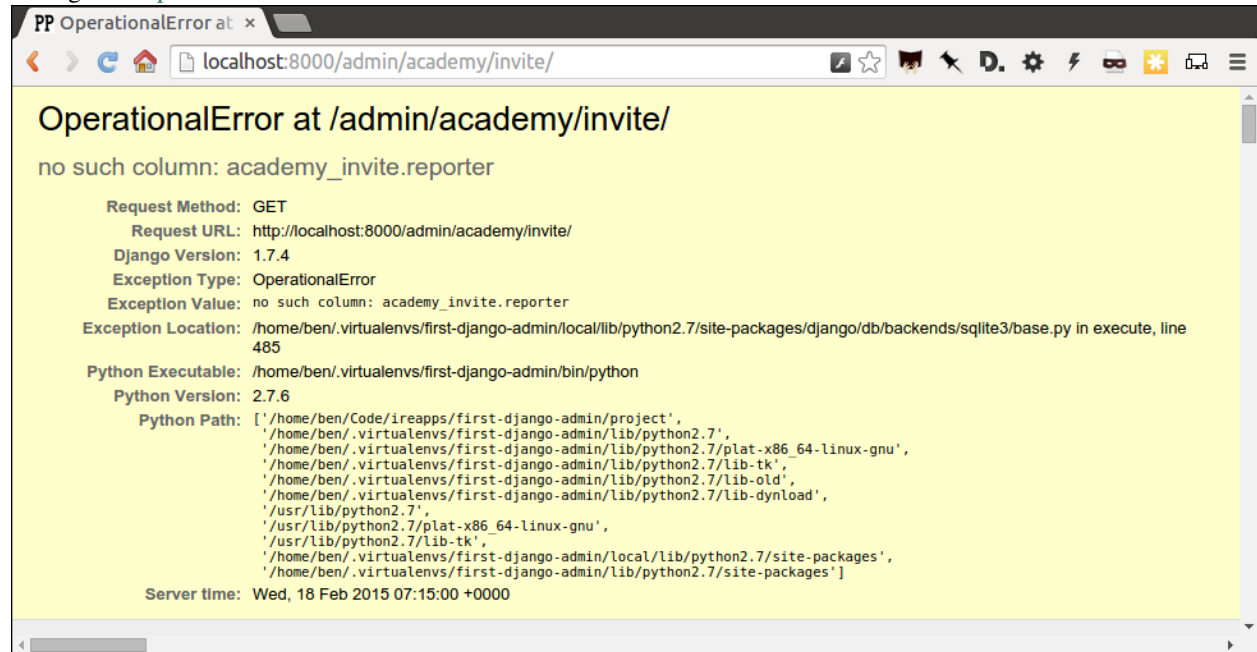 PP OperationalError at ×
localhost:8000/admin/academy/invite/
D.
OperationalError at /admin/academy/invite/
no such column: academy_invite.reporter
Request Method: GET
Request URL: http://localhost:8000/admin/academy/invite/
Django Version: 1.7.4
Exception Type: OperationalError
Exception Value: no such column: academy_invite.reporter
Exception Location: /home/ben/.virtualenvs/first-django-admin/local/lib/python2.7/site-packages/django/db/backends/sqlite3/base.py in execute, line
485
Python Executable: /home/ben/.virtualenvs/first-django-admin/bin/python
Python Version: 2.7.6
Python Path: ['/home/ben/Code/ireapps/first-django-admin/project',
'/home/ben/.virtualenvs/first-django-admin/lib/python2.7',
'/home/ben/.virtualenvs/first-django-admin/lib/python2.7/plat-x86_64-linux-gnu',
'/home/ben/.virtualenvs/first-django-admin/lib/python2.7/lib-tk',
'/home/ben/.virtualenvs/first-django-admin/lib/python2.7/lib-old',
'/home/ben/.virtualenvs/first-django-admin/lib/python2.7/lib-dynload',
'/usr/lib/python2.7',
'/usr/lib/python2.7/plat-x86_64-linux-gnu',
'/usr/lib/python2.7/lib-tk',
'/home/ben/.virtualenvs/first-django-admin/local/lib/python2.7/site-packages',
'/home/ben/.virtualenvs/first-django-admin/lib/python2.7/site-packages']
Server time: Wed, 18 Feb 2015 07:15:00 +0000